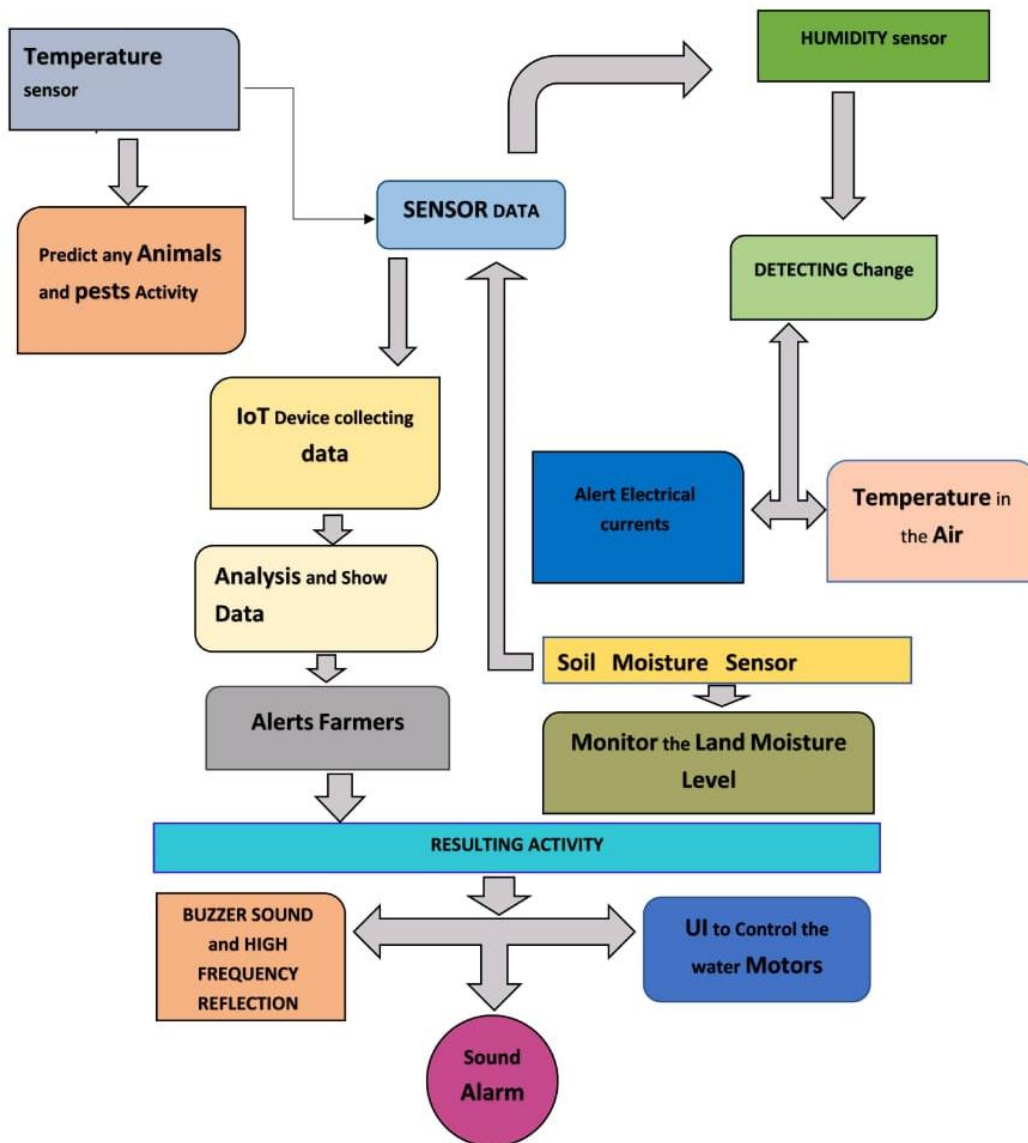 Temperature
sensor
HUMIDITY sensor
SENSOR DATA
Predict any Animals
and pests Activity
DETECTING Change
IoT Device collecting
data
Alert Electrical
currents
Temperature in
the Air
Analysis and Show
Data
Soil Moisture Sensor
Alerts Farmers
Monitor the Land Moisture
Level
RESULTING ACTIVITY
BUZZER SOUND
and HIGH
FREQUENCY
REFLECTION
UI to Control the
water Motors
Sound
Alarm